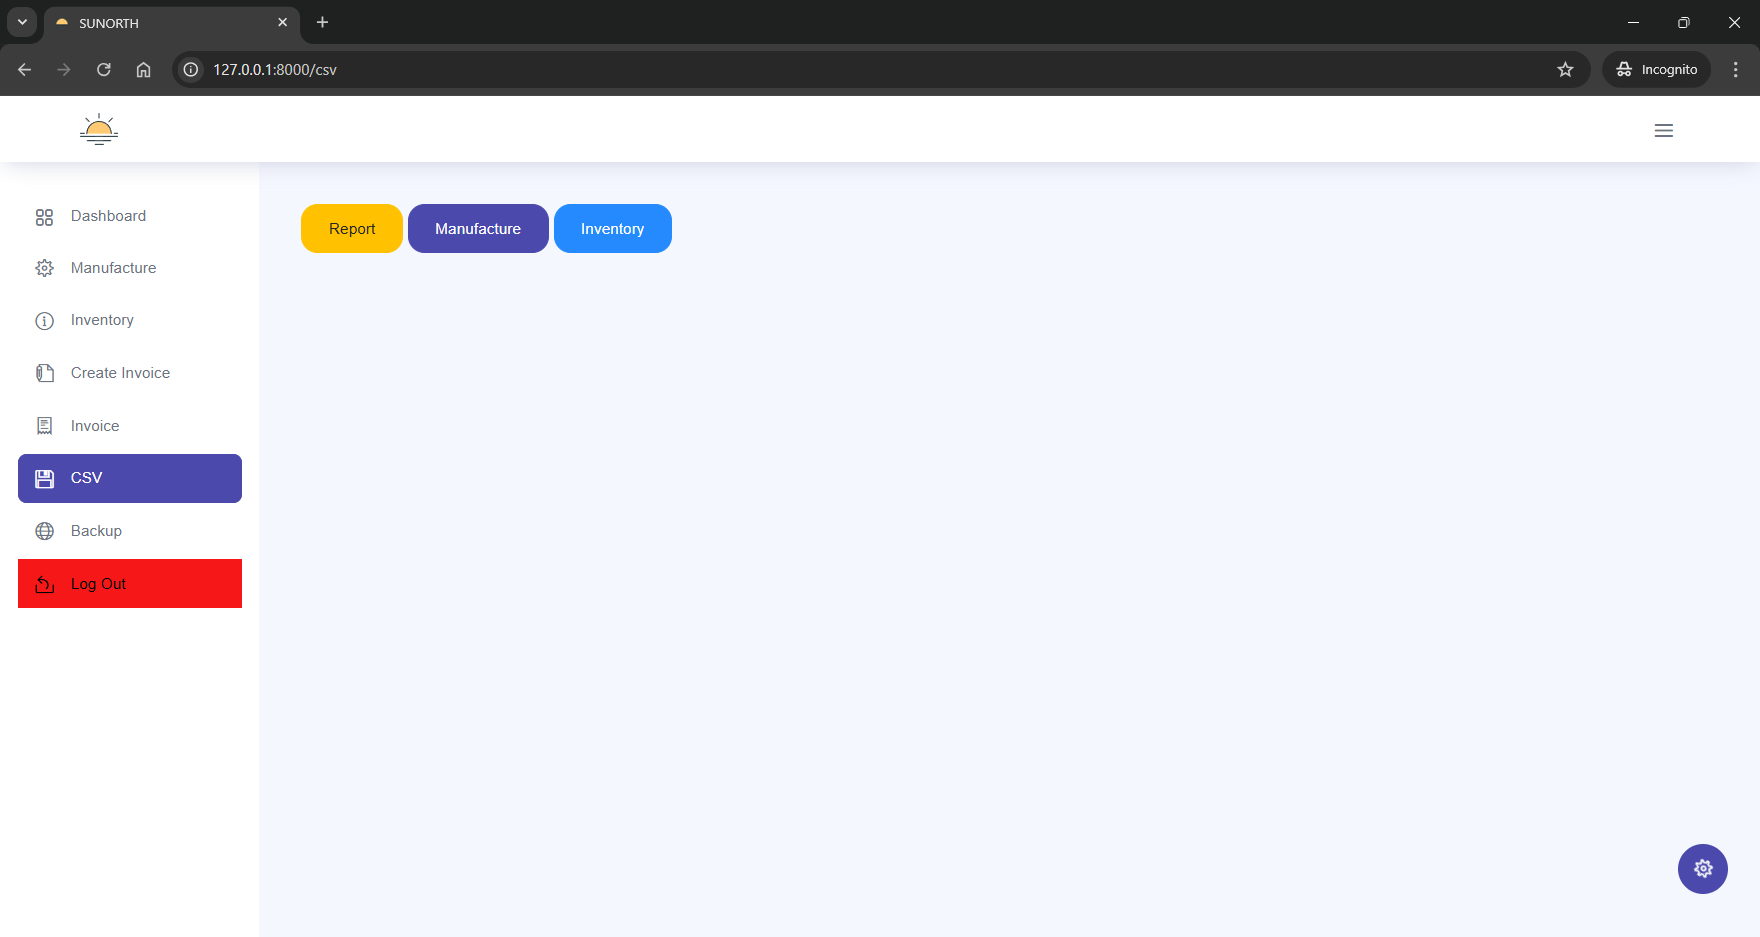 SUNORTH
127.0.0.1:8000/csv
Incognito
Dashboard
Manufacture
Inventory
Create Invoice
Invoice
CSV
Backup
Log Out
Report
Manufacture
Inventory